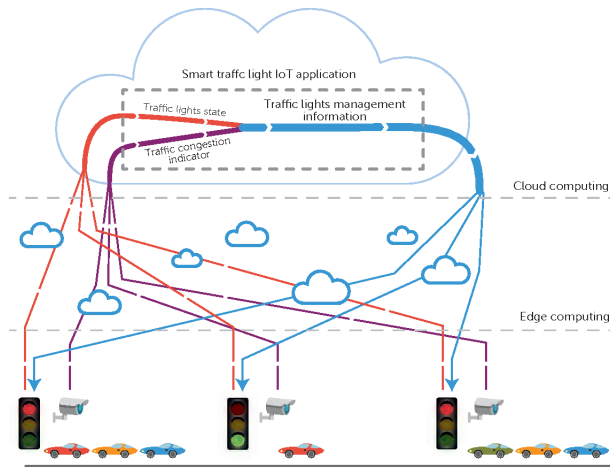 Smart traffc light IoT application
Traffic lights state
Traffic lights management
information
Traffic congestion
indicator
Cloud computing
Edge computing